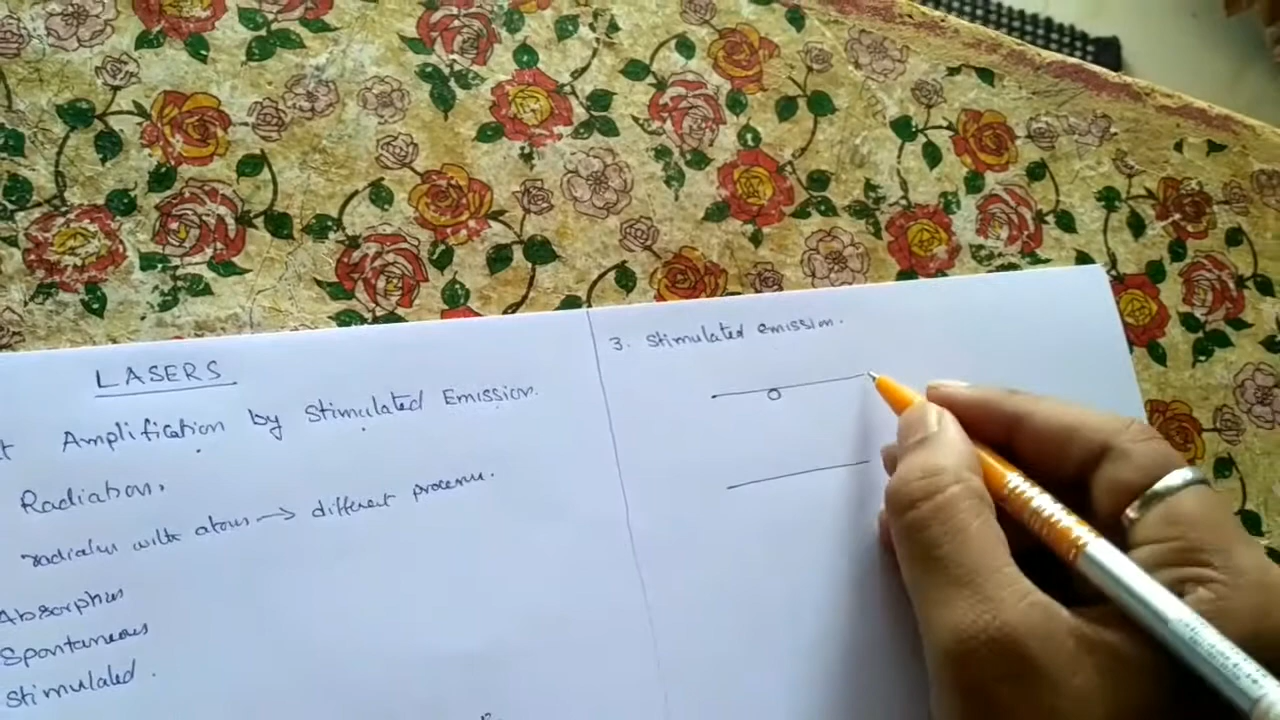 LASERS
Amplification by Stimulated Emission.
Radiation.
radiation with atoms → different process.
Absorption
Spontaneous
Stimulated.
3. Stimulated emission.